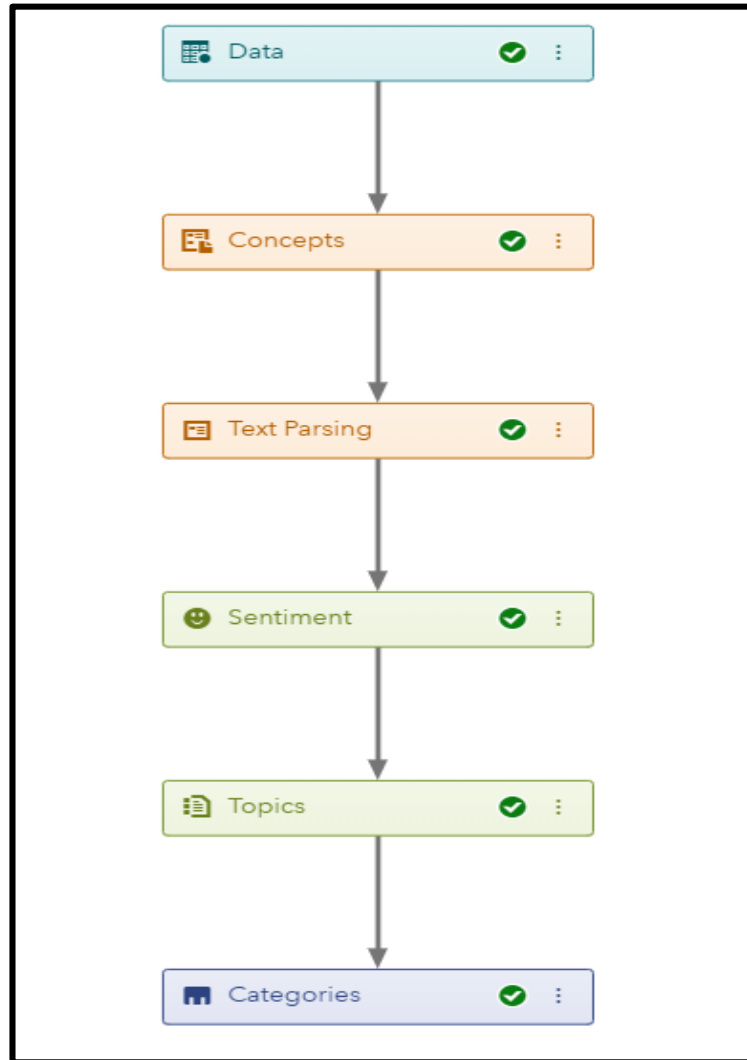 Data
Concepts
Text Parsing
Sentiment
Topics
Categories